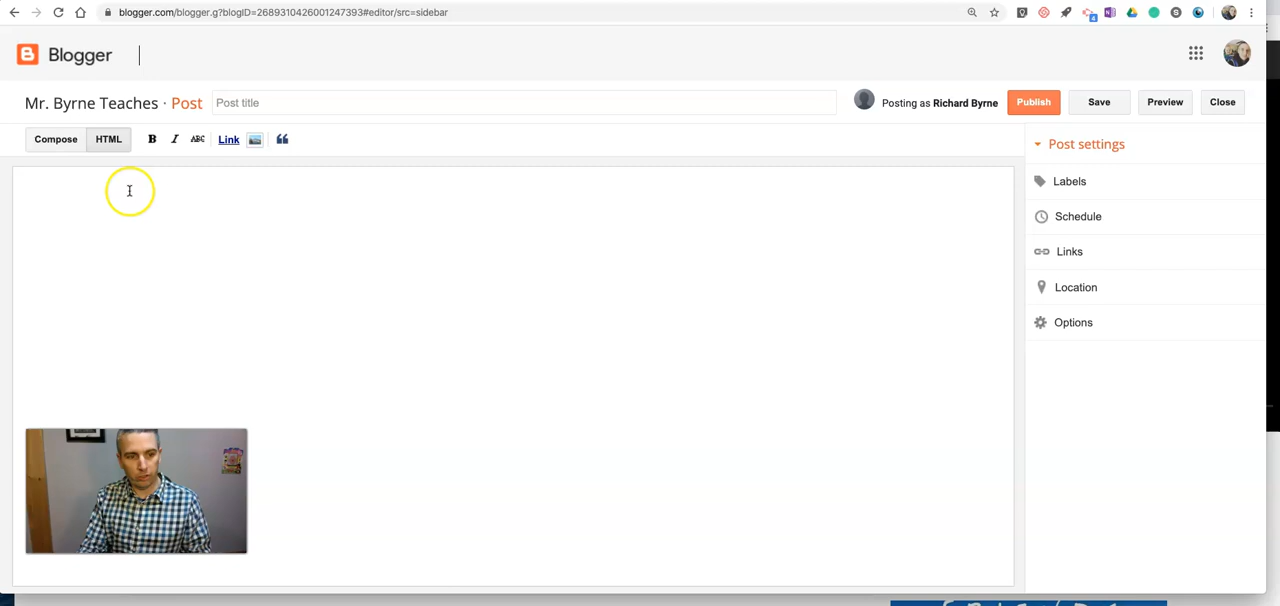 blogger.com/blogger.g?blogID=2689310426001247393#editor/src=sidebar
Blogger
Mr. Byrne Teaches · Post
Post title
Posting as Richard Byrne
Publish
Save
Preview
Close
Compose
HTML
B
I
ABC
Link
Post settings
Labels
Schedule
Links
Location
Options